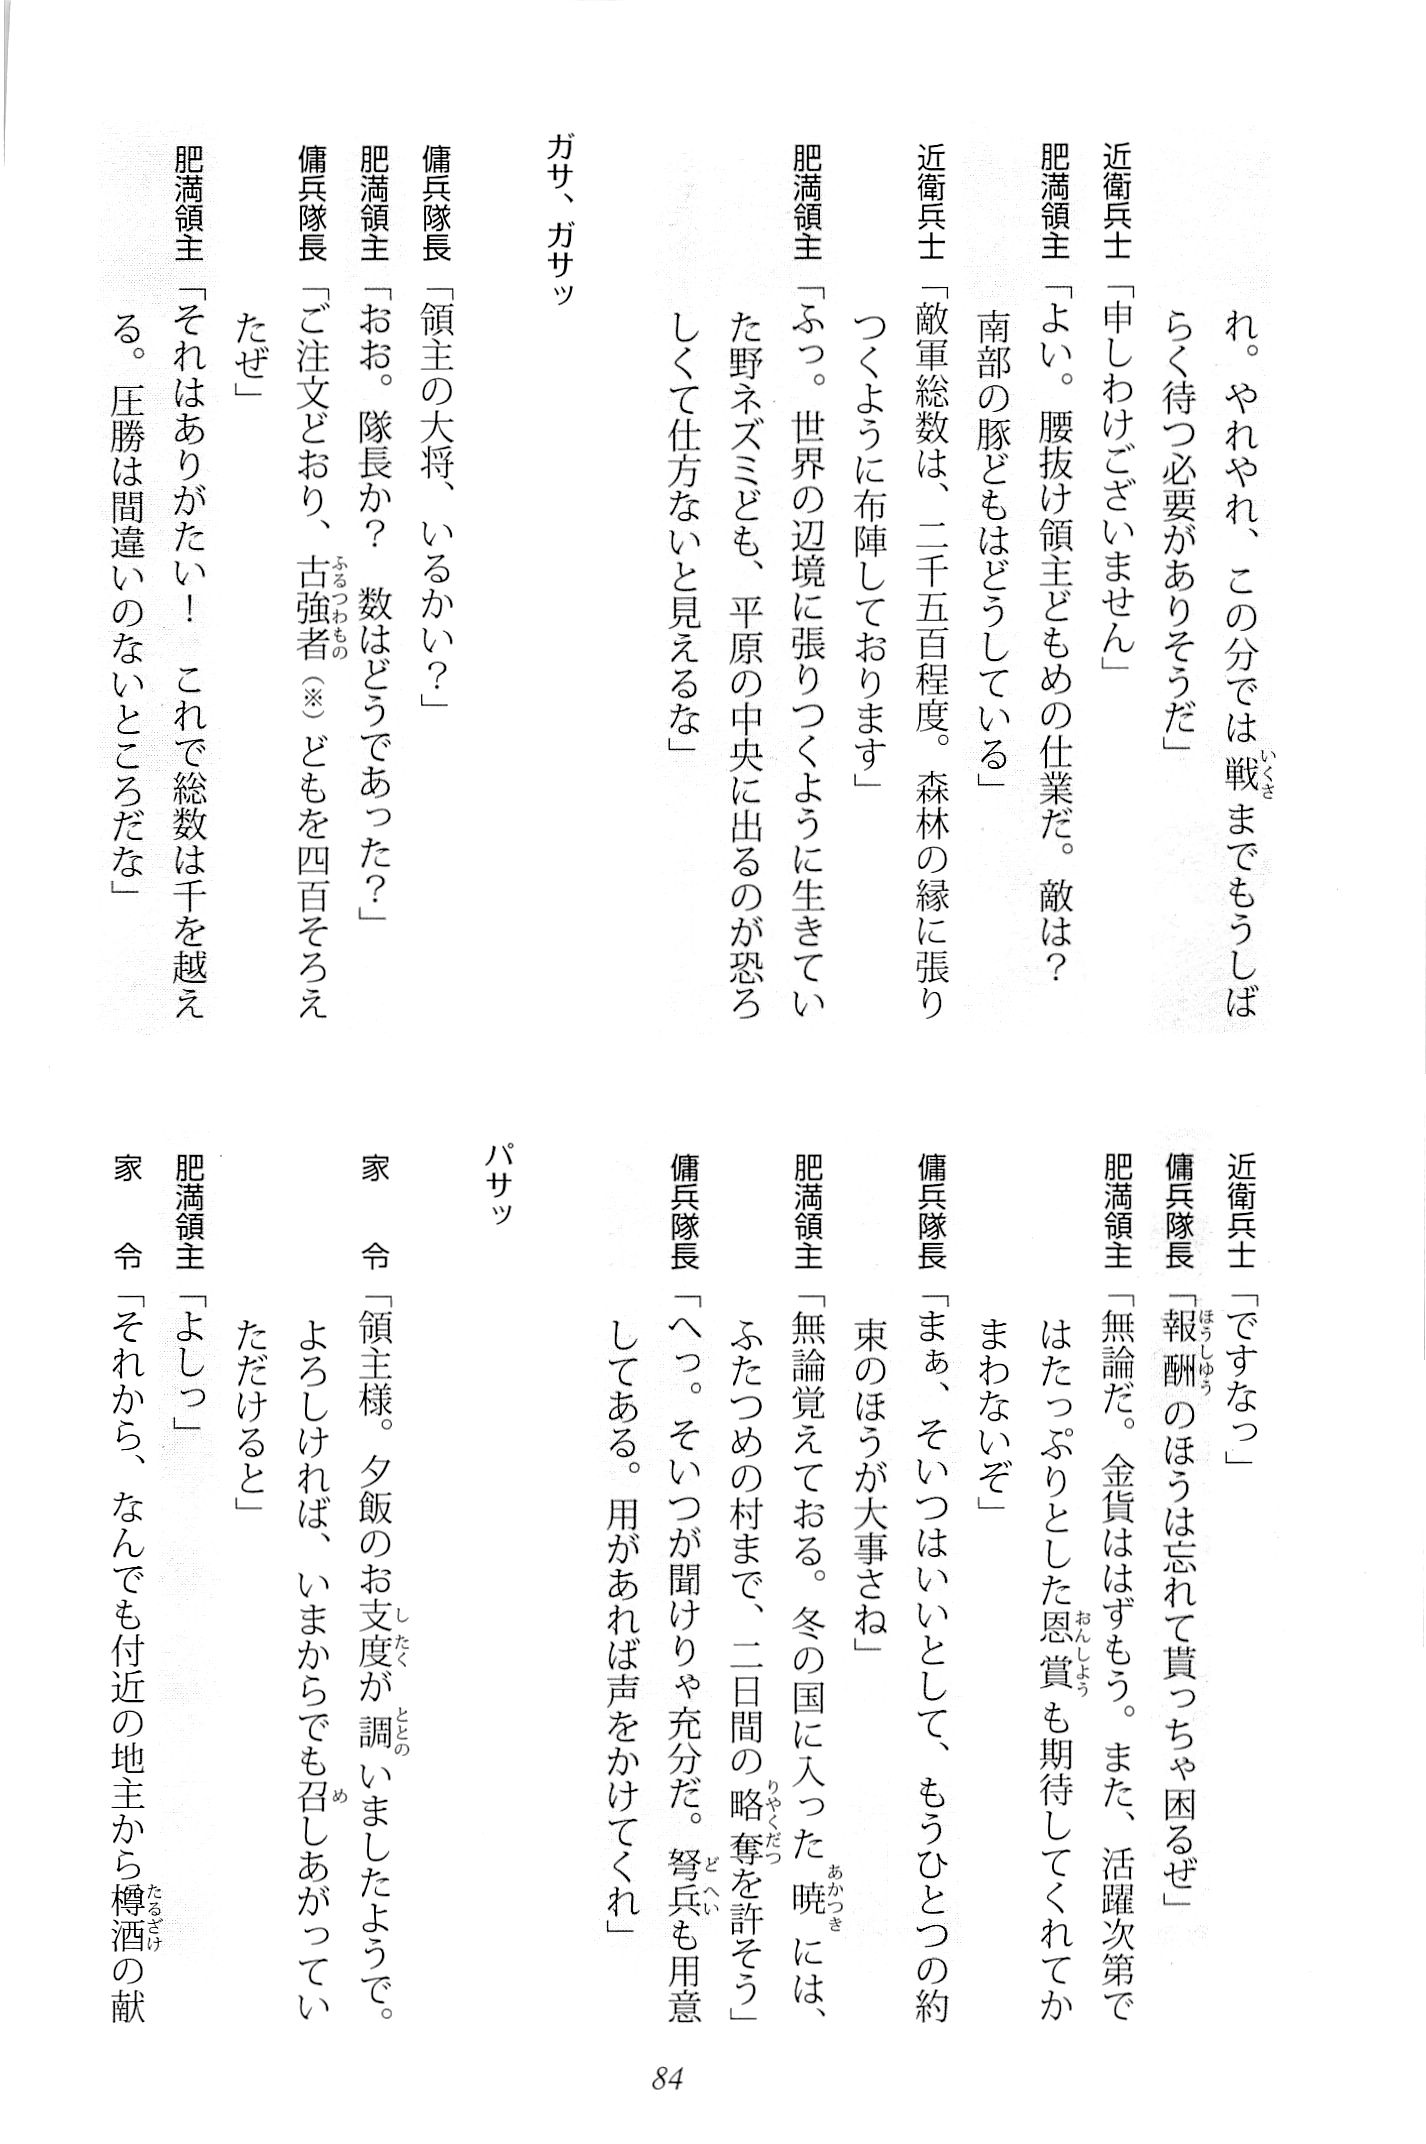 れ。やれやれ、この分では戦までもうしば
らく待つ必要がありそうだ」
近衛兵士「申しわけございません」
肥満領主「よい。腰抜け領主どもめの仕業だ。敵は？
南部の豚どもはどうしている」
近衛兵士「敵軍総数は、二千五百程度。森林の縁に張り
つくように布陣しております」
肥満領主「ふっ。世界の辺境に張りつくように生きてい
た野ネズミども、平原の中央に出るのが恐ろ
しくて仕方ないと見えるな」
ガサ、ガサッ
傭兵隊長「領主の大将、いるかい？」
肥満領主「おお。隊長か？　数はどうであった？」
傭兵隊長「ご注文どおり、古強者（※）どもを四百そろえ
たぜ」
肥満領主「それはありがたい！　これで総数は千を越え
る。圧勝は間違いのないところだな」
近衛兵士「ですなっ」
傭兵隊長「報酬のほうは忘れて貰っちゃ困るぜ」
肥満領主「無論だ。金貨ははずもう。また、活躍次第で
はたっぷりとした恩賞も期待してくれてか
まわないぞ」
傭兵隊長「まぁ、そいつはいいとして、もうひとつの約
束のほうが大事さね」
肥満領主「無論覚えておる。冬の国に入った暁には、
ふたつめの村まで、二日間の略奪を許そう」
傭兵隊長「へっ。そいつが聞けりゃ充分だ。弩兵も用意
してある。用があれば声をかけてくれ」
パサッ
家　　令「領主様。夕飯のお支度が調いましたようで。
よろしければ、いまからでも召しあがってい
ただけると」
肥満領主「よしっ」
家　　令「それから、なんでも付近の地主から樽酒の献
84